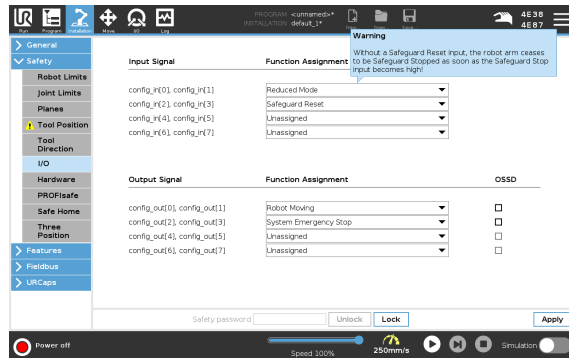 PROGRAM <unnamed>*
INSTALLATION default_1*
4E38
4E87
Run Program Installation Move I/O Log
Warning
Without a Safeguard Reset input, the robot arm ceases
to be Safeguard Stopped as soon as the Safeguard Stop
input becomes high!
General
Safety
Robot Limits
Joint Limits
Planes
Tool Position
Tool
Direction
I/O
Hardware
PROFIsafe
Safe Home
Three
Position
Features
Fieldbus
URCaps
Input Signal Function Assignment
config_in[0], config_in[1] Reduced Mode
config_in[2], config_in[3] Safeguard Reset
config_in[4], config_in[5] Unassigned
config_in[6], config_in[7] Unassigned
Output Signal Function Assignment OSSD
config_out[0], config_out[1] Robot Moving
config_out[2], config_out[3] System Emergency Stop
config_out[4], config_out[5] Unassigned
config_out[6], config_out[7] Unassigned
Safety password Unlock Lock Apply
Power off
Speed 100%
250mm/s
Simulation